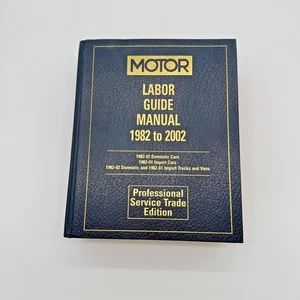 MOTOR
LABOR
GUIDE
MANUAL
1982 to 2002
1982-02 Domestic Cars
1982-01 Import Cars
1982-02 Domestic and 1982-01 Import Trucks and Vans
Professional
Service Trade
Edition